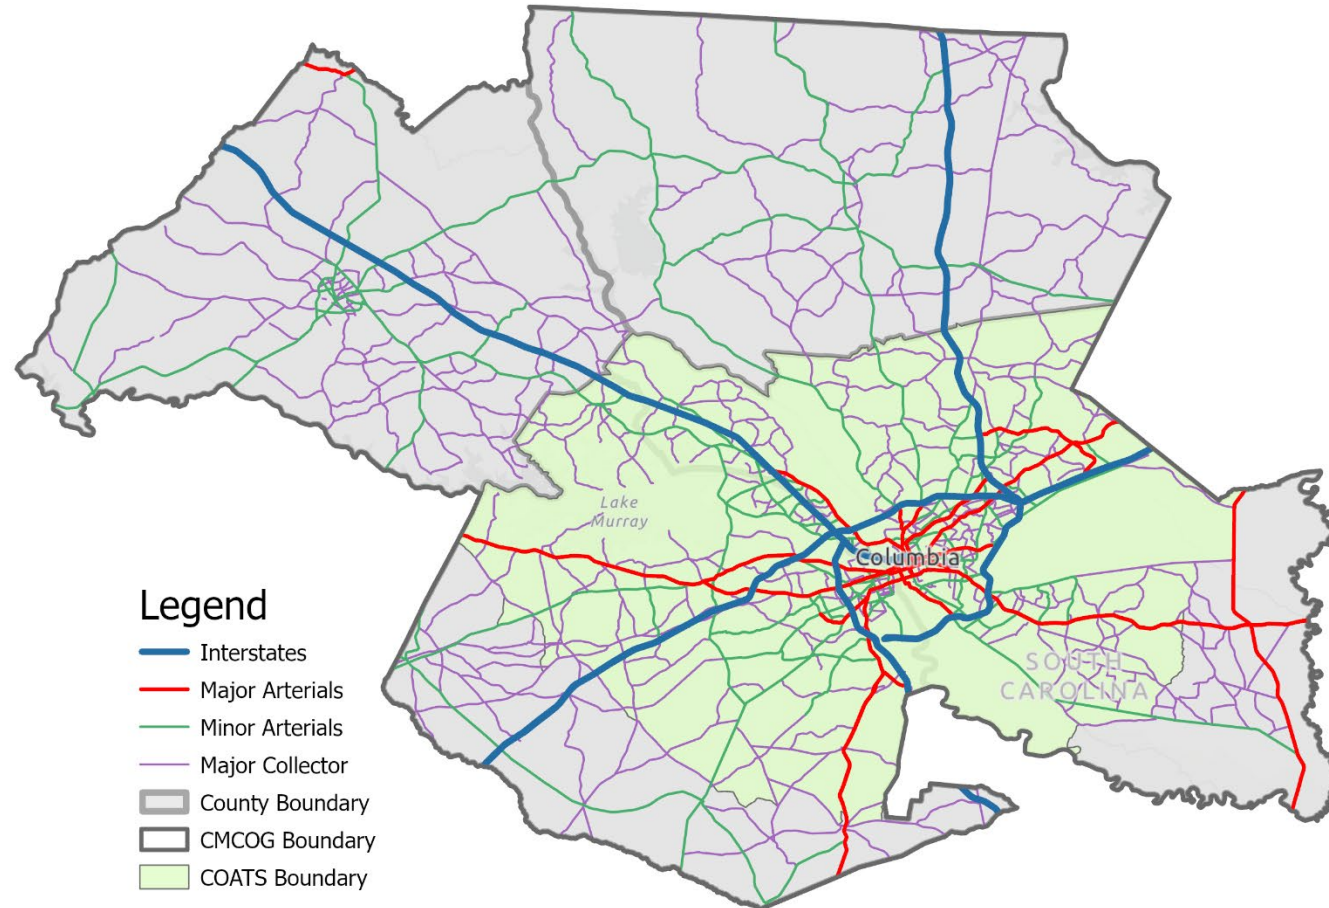 Lake
Murray
Columbia
SOUTH
CAROLINA
Legend
Interstates
Major Arterials
Minor Arterials
Major Collector
County Boundary
CMCOG Boundary
COATS Boundary